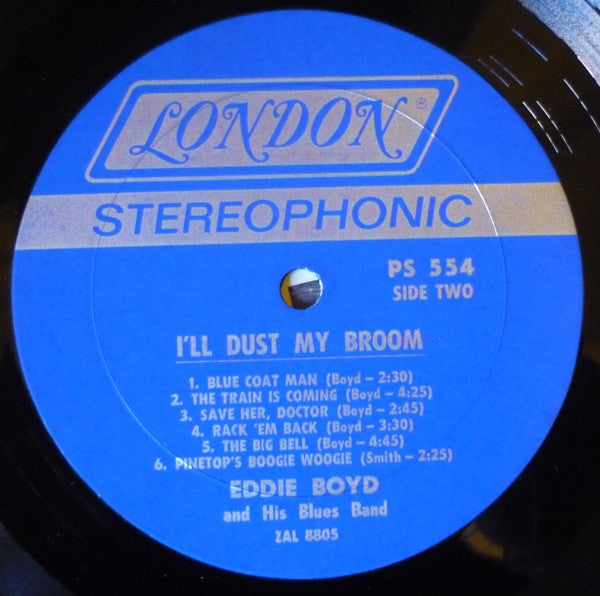 LONDON®
STEREOPHONIC
PS 554
SIDE TWO
I'LL DUST MY BROOM
1. BLUE COAT MAN (Boyd – 2:30)
2. THE TRAIN IS COMING (Boyd – 4:25)
3. SAVE HER, DOCTOR (Boyd – 2:45)
4. RACK 'EM BACK (Boyd – 3:30)
5. THE BIG BELL (Boyd – 4:45)
6. PINETOP'S BOOGIE WOOGIE (Smith – 2:25)
EDDIE BOYD
and His Blues Band
ZAL 8805